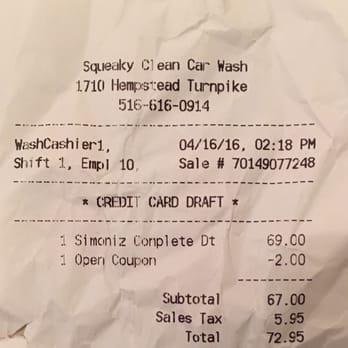 Squeaky Clean Car Wash
1710 Hempstead Turnpike
516-616-0914
WashCashier1, 04/16/16, 02:18 PM
Shift 1, Empl 10, Sale # 70149077248
* CREDIT CARD DRAFT *
1 Simoniz Complete Dt 69.00
1 Open Coupon -2.00
Subtotal 67.00
Sales Tax 5.95
Total 72.95